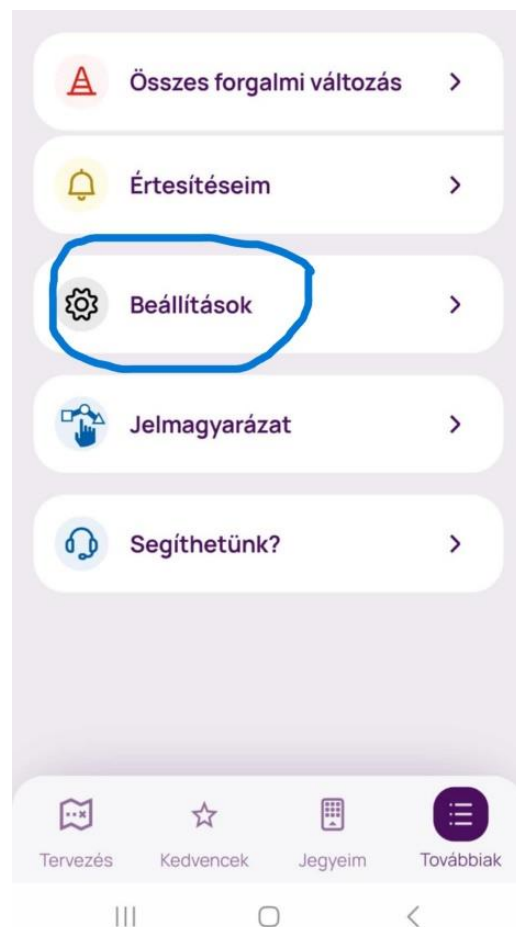 Összes forgalmi változás
Értesítéseim
Beállítások
Jelmagyarázat
Segíthetünk?
Tervezés Kedvencek Jegyeim Továbbiak